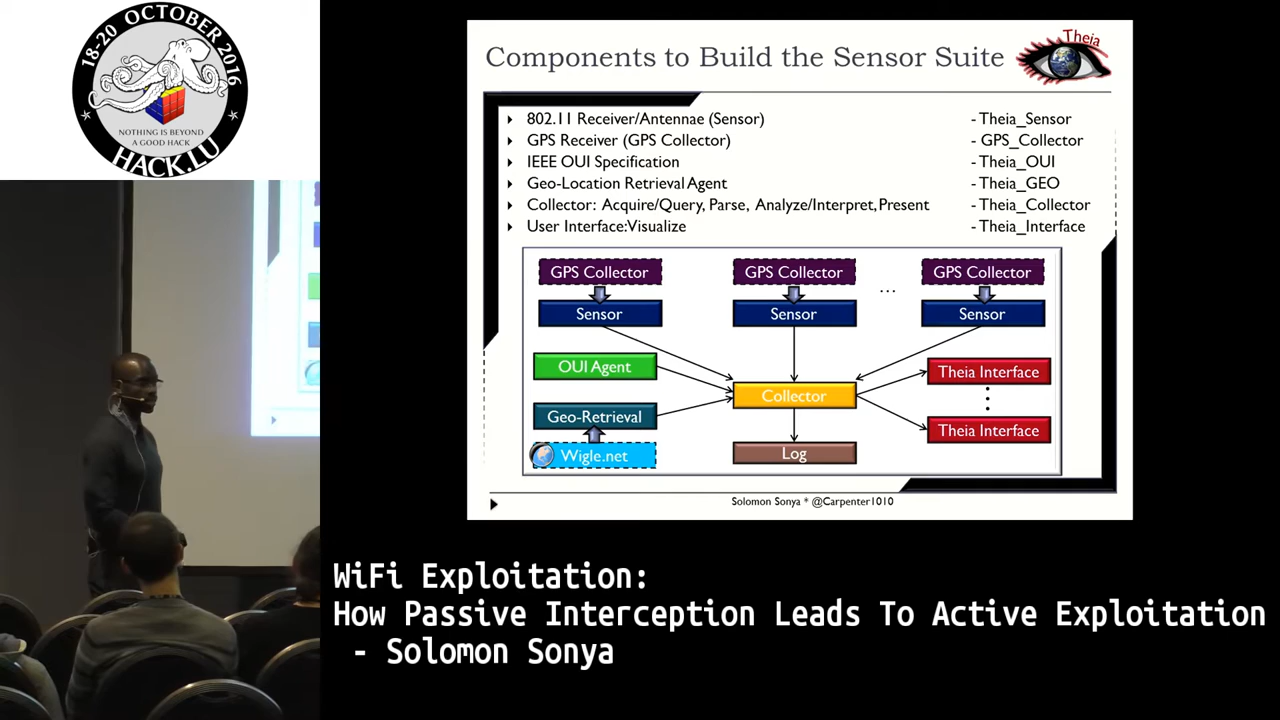 18-20 OCTOBER 2016
NOTHING IS BEYOND
A GOOD HACK
HACK.LU
Components to Build the Sensor Suite
Theia
802.11 Receiver/Antennae (Sensor) - Theia_Sensor
GPS Receiver (GPS Collector) - GPS_Collector
IEEE OUI Specification - Theia_OUI
Geo-Location Retrieval Agent - Theia_GEO
Collector: Acquire/Query, Parse, Analyze/Interpret, Present - Theia_Collector
User Interface:Visualize - Theia_Interface
GPS Collector GPS Collector ... GPS Collector
Sensor Sensor Sensor
OUI Agent Theia Interface
Collector
Geo-Retrieval Theia Interface
Wigle.net Log
Solomon Sonya * @Carpenter1010
WiFi Exploitation:
How Passive Interception Leads To Active Exploitation
- Solomon Sonya